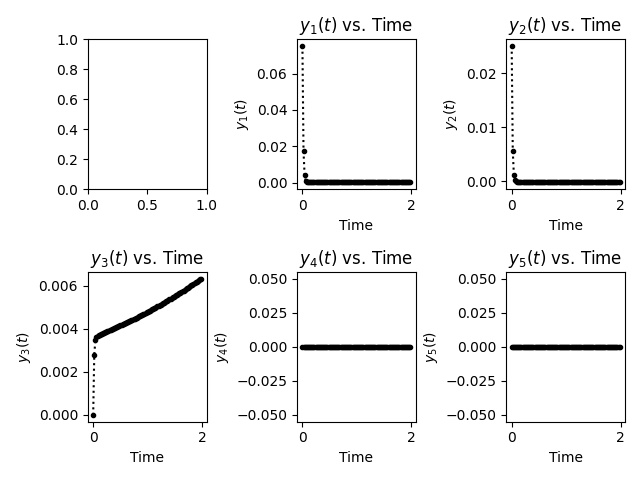 1.0
0.8
0.6
0.4
0.2
0.0
0.0 0.5 1.0
y₁(t) vs. Time
y₁(t)
0.06
0.04
0.02
0.00
0 2
Time
y₂(t) vs. Time
y₂(t)
0.02
0.01
0.00
0 2
Time
y₃(t) vs. Time
y₃(t)
0.006
0.004
0.002
0.000
0 2
Time
y₄(t) vs. Time
y₄(t)
0.050
0.025
0.000
−0.025
−0.050
0 2
Time
y₅(t) vs. Time
y₅(t)
0.050
0.025
0.000
−0.025
−0.050
0 2
Time